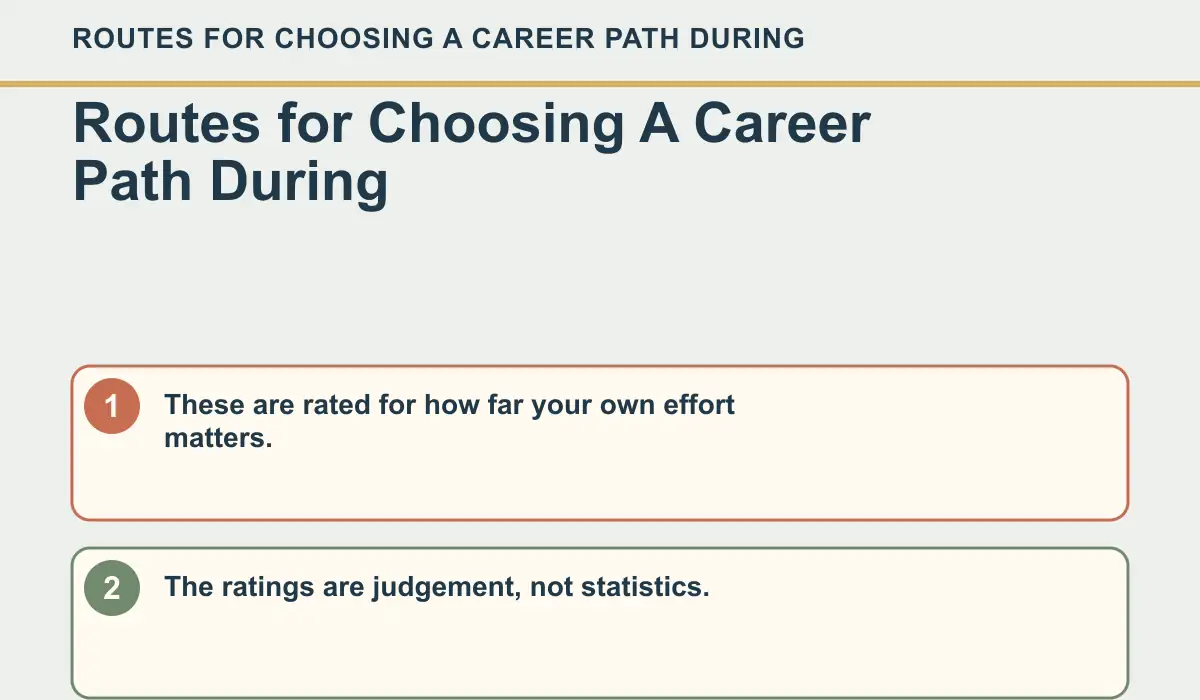 ROUTES FOR CHOOSING A CAREER PATH DURING
Routes for Choosing A Career
Path During
1
These are rated for how far your own effort
matters.
2
The ratings are judgement, not statistics.